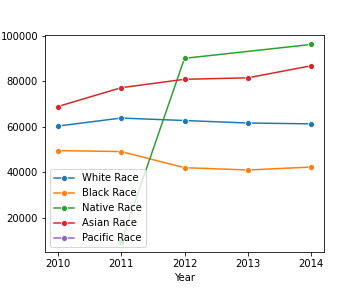 100000
80000
60000
40000
20000
White Race
Black Race
Native Race
Asian Race
Pacific Race
2010 2011 2012 2013 2014
Year